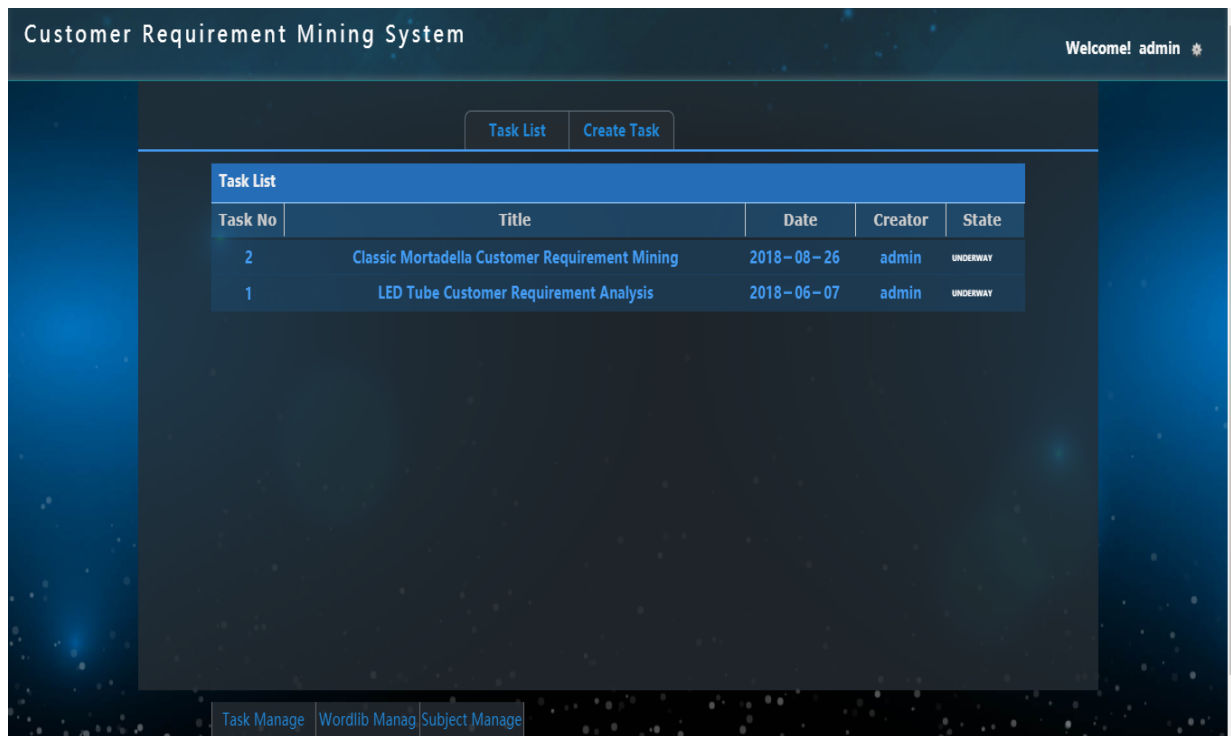 Customer Requirement Mining System
Welcome! admin
Task List Create Task
Task List
Task No Title Date Creator State
2 Classic Mortadella Customer Requirement Mining 2018-08-26 admin UNDERWAY
1 LED Tube Customer Requirement Analysis 2018-06-07 admin UNDERWAY
Task Manage Wordlib Manag Subject Manage